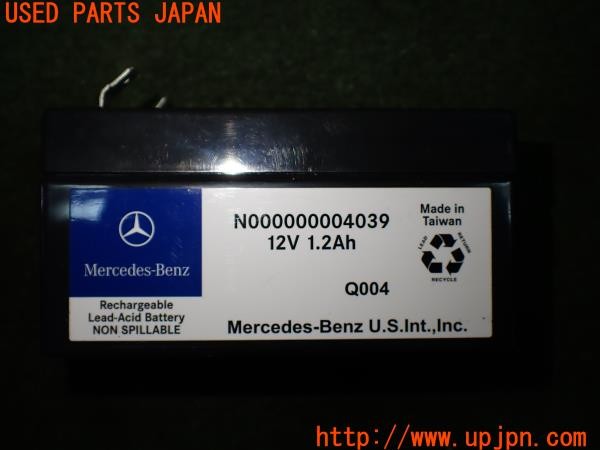 USED PARTS JAPAN
N000000004039
12V 1.2Ah
Made in
Taiwan
LEAD RETURN
RECYCLE
Mercedes-Benz
Q004
Rechargeable
Lead-Acid Battery
NON SPILLABLE
Mercedes-Benz U.S.Int.,Inc.
http://www.upjpn.com/